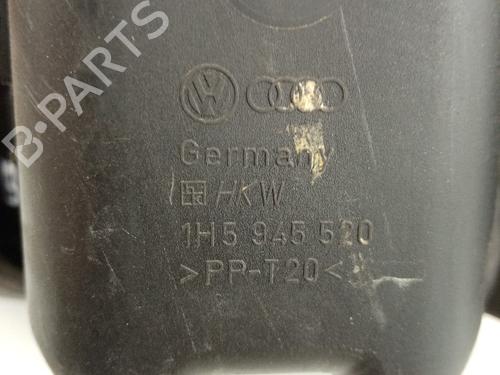 B-PARTS
Germany
HKW
1H5 945 520
>PP-T20<